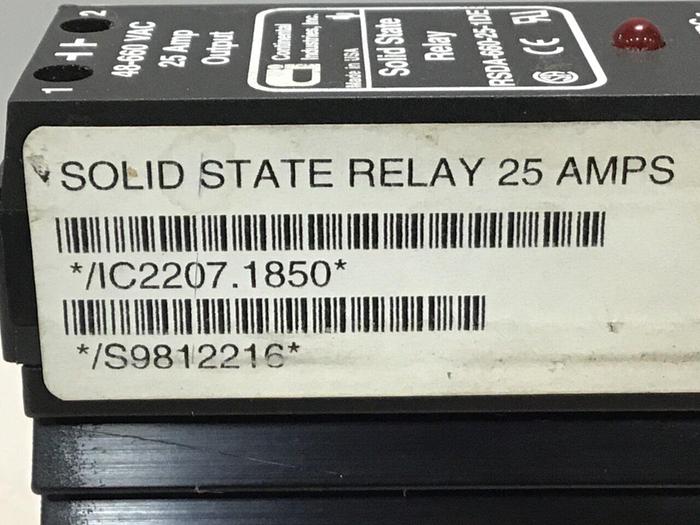 1 2
48-660 VAC
25 Amp
Output
Continental
Industries, Inc.
Made in USA
Solid State
Relay
RSDA-660-25-1DE
SOLID STATE RELAY 25 AMPS
*/IC2207.1850*
*/S9812216*